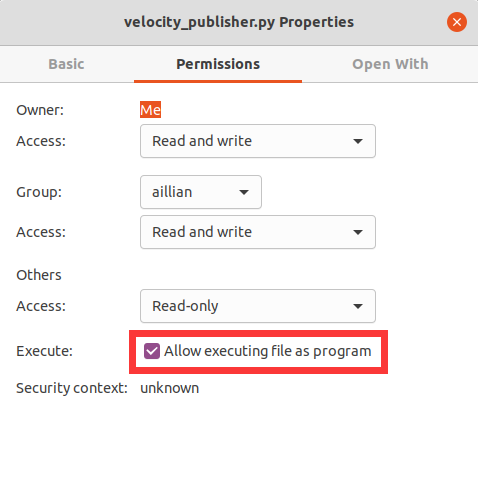 velocity_publisher.py Properties
Basic Permissions Open With
Owner: Me
Access: Read and write
Group: aillian
Access: Read and write
Others
Access: Read-only
Execute: Allow executing file as program
Security context: unknown